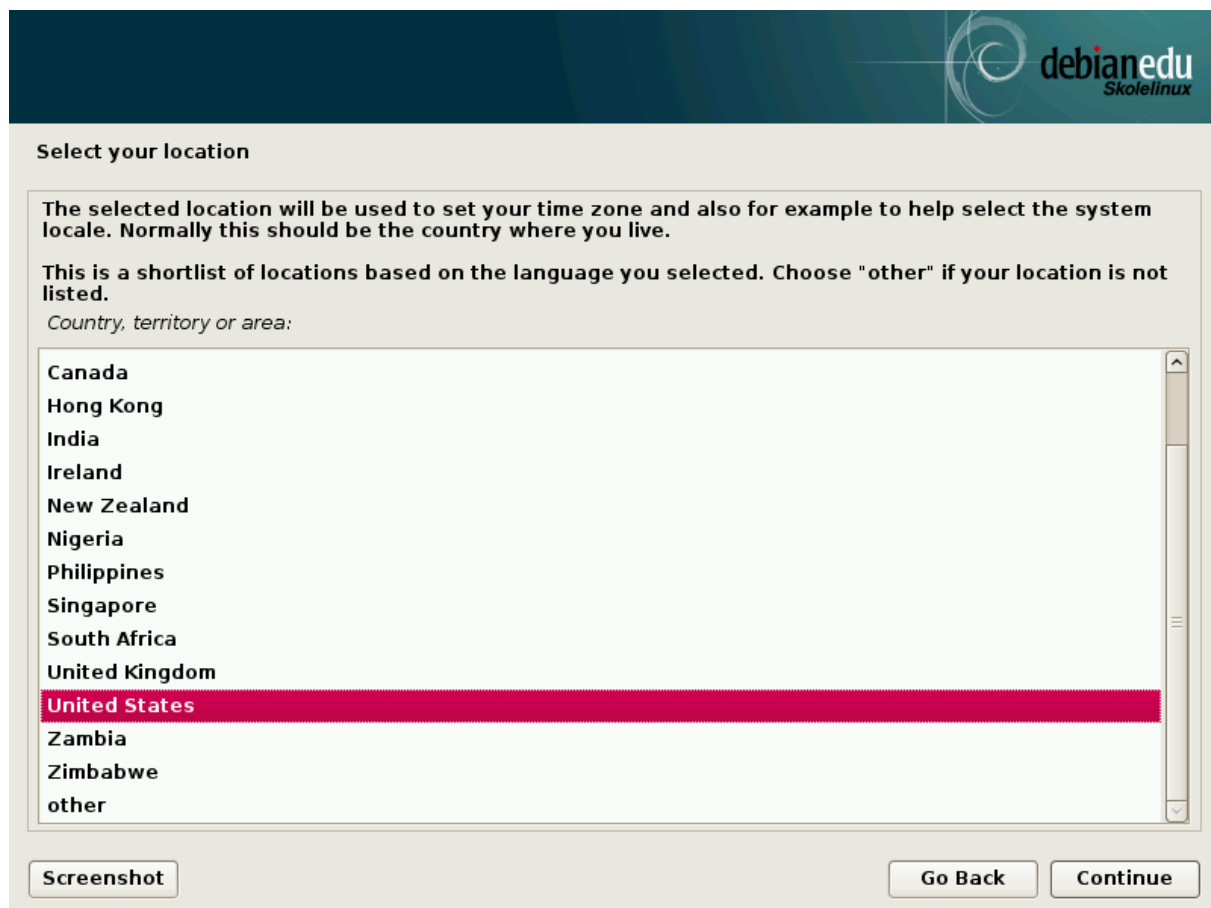 debianedu
Skolelinux
Select your location
The selected location will be used to set your time zone and also for example to help select the system
locale. Normally this should be the country where you live.
This is a shortlist of locations based on the language you selected. Choose "other" if your location is not
listed.
Country, territory or area:
Canada
Hong Kong
India
Ireland
New Zealand
Nigeria
Philippines
Singapore
South Africa
United Kingdom
United States
Zambia
Zimbabwe
other
Screenshot
Go Back
Continue